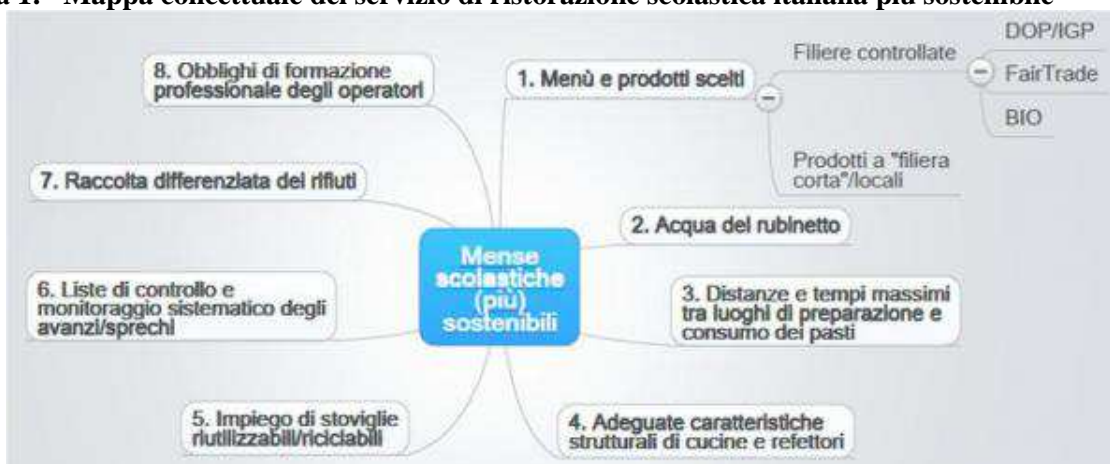 1. Mappa concettuale del servizio di ristorazione scolastica italiana più sostenibile
8. Obblighi di formazione
professionale degli operatori
1. Menù e prodotti scelti
Filiere controllate
DOP/IGP
FairTrade
BIO
Prodotti a "filiera
corta"/locali
7. Raccolta differenziata dei rifiuti
2. Acqua del rubinetto
Mense
scolastiche
(più)
sostenibili
6. Liste di controllo e
monitoraggio sistematico degli
avanzi/sprechi
3. Distanze e tempi massimi
tra luoghi di preparazione e
consumo dei pasti
5. Impiego di stoviglie
riutilizzabili/riciclabili
4. Adeguate caratteristiche
strutturali di cucine e refettori